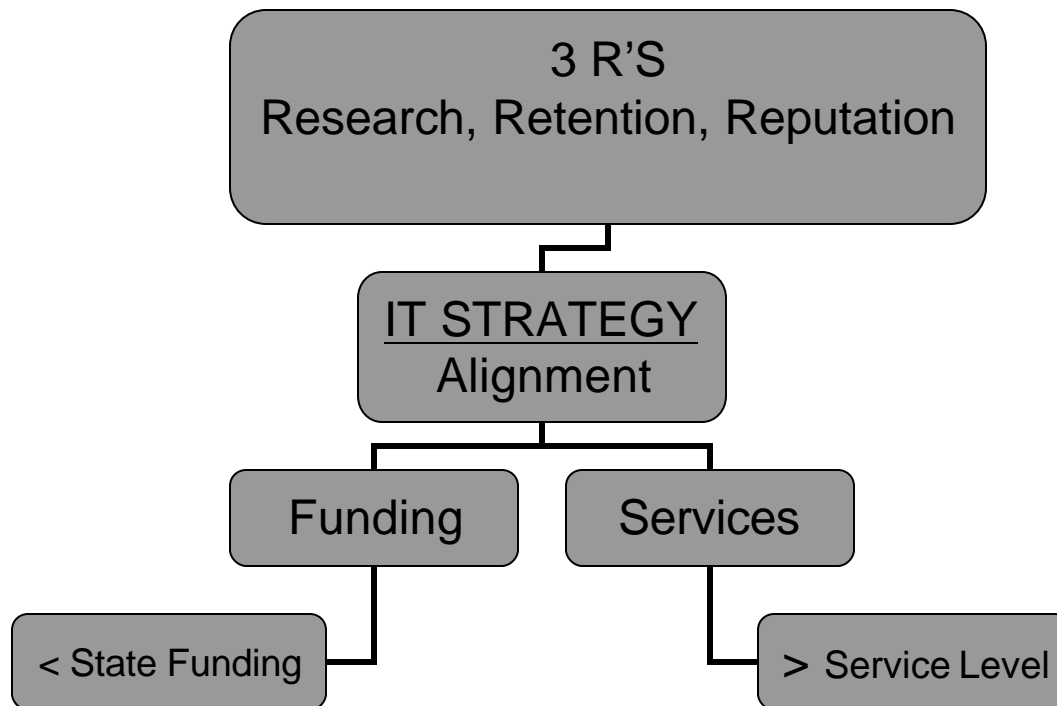 3 R'S
Research, Retention, Reputation
IT STRATEGY
Alignment
Funding
Services
< State Funding
> Service Level